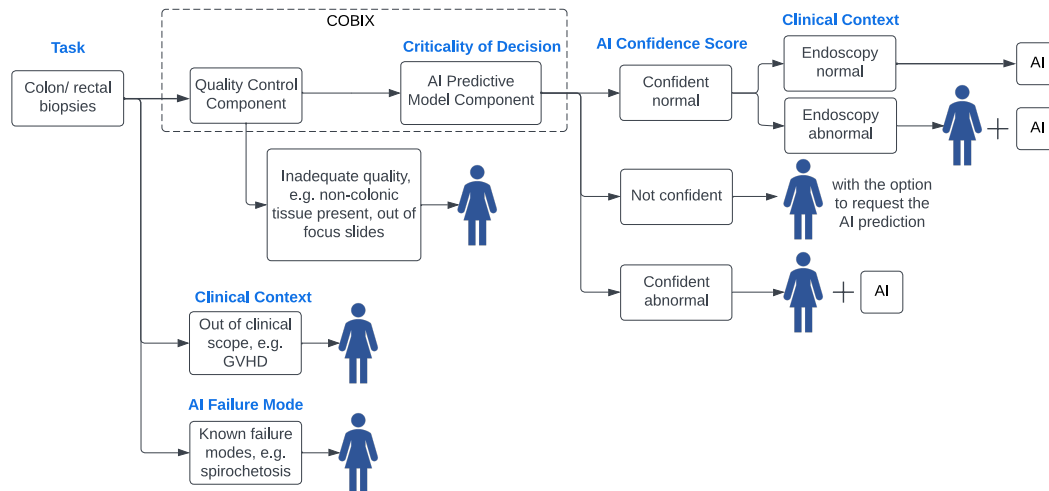 COBIX
Task
Colon/ rectal
biopsies
Quality Control
Component
Criticality of Decision
AI Predictive
Model Component
AI Confidence Score
Confident
normal
Clinical Context
Endoscopy
normal
AI
Endoscopy
abnormal
+
AI
Inadequate quality,
e.g. non-colonic
tissue present, out of
focus slides
Not confident
with the option
to request the
AI prediction
Confident
abnormal
+
AI
Clinical Context
Out of clinical
scope, e.g.
GVHD
AI Failure Mode
Known failure
modes, e.g.
spirochetosis